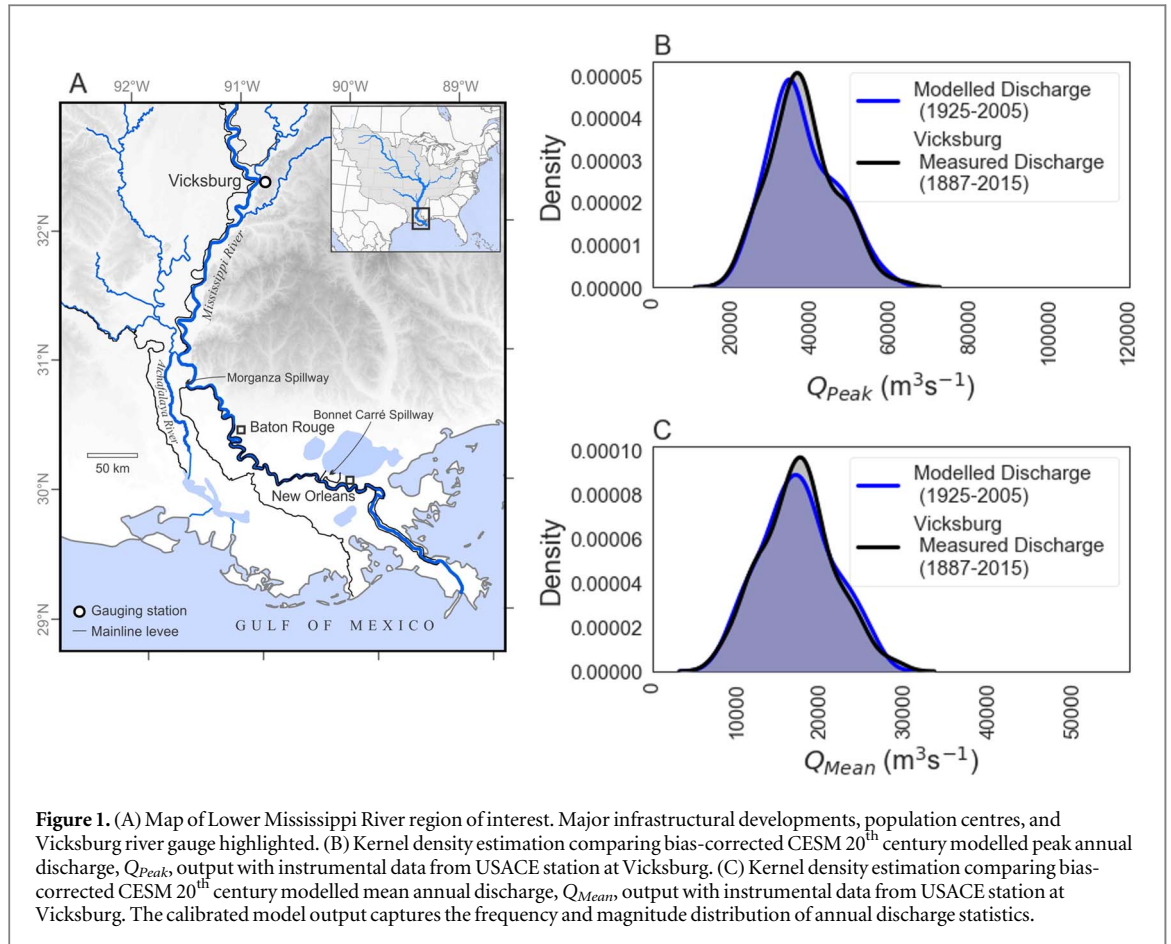 A
92°W 91°W 90°W 89°W
Vicksburg
32°N
Mississippi River
31°N
Morganza Spillway
Atchafalaya River
Bonnet Carré Spillway
Baton Rouge
50 km
30°N
New Orleans
29°N
Gauging station
Mainline levee
GULF OF MEXICO
B
0.00005
0.00004
0.00003
0.00002
0.00001
0.00000
Density
Modelled Discharge
(1925-2005)
Vicksburg
Measured Discharge
(1887-2015)
0 20000 40000 60000 80000 100000 120000
Q_Peak (m³s⁻¹)
C
0.00010
0.00008
0.00006
0.00004
0.00002
0.00000
Density
Modelled Discharge
(1925-2005)
Vicksburg
Measured Discharge
(1887-2015)
0 10000 20000 30000 40000 50000
Q_Mean (m³s⁻¹)
Figure 1. (A) Map of Lower Mississippi River region of interest. Major infrastructural developments, population centres, and
Vicksburg river gauge highlighted. (B) Kernel density estimation comparing bias-corrected CESM 20th century modelled peak annual
discharge, Q_Peak, output with instrumental data from USACE station at Vicksburg. (C) Kernel density estimation comparing bias-
corrected CESM 20th century modelled mean annual discharge, Q_Mean, output with instrumental data from USACE station at
Vicksburg. The calibrated model output captures the frequency and magnitude distribution of annual discharge statistics.